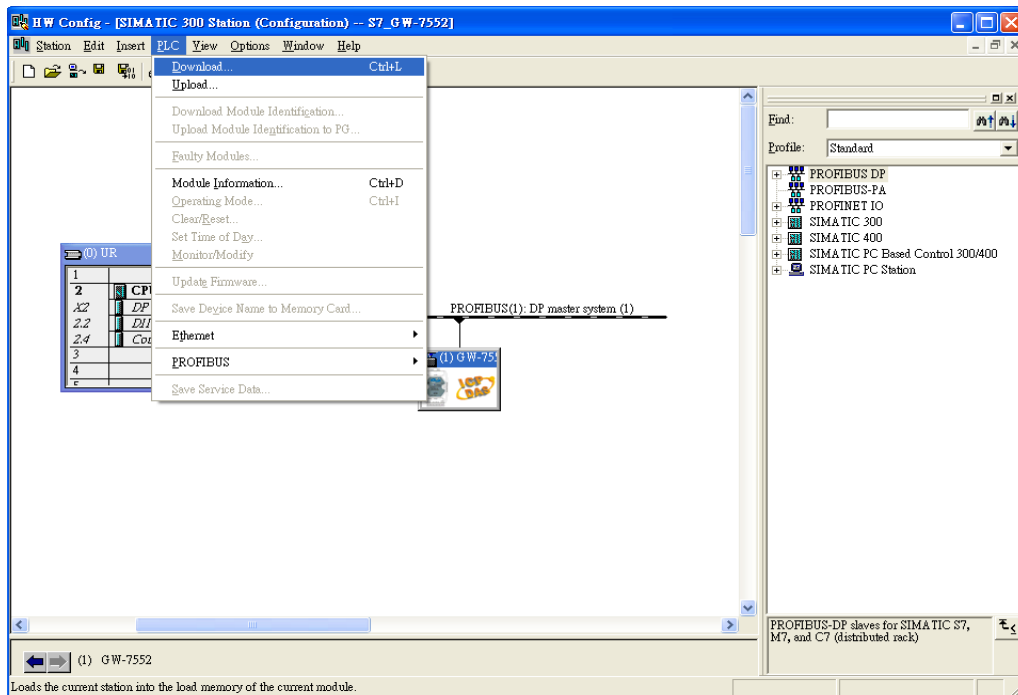 HW Config - [SIMATIC 300 Station (Configuration) -- S7_GW-7552]
Station Edit Insert PLC View Options Window Help
Download... Ctrl+L
Upload...
Download Module Identification...
Upload Module Identification to PG...
Faulty Modules...
Module Information... Ctrl+D
Operating Mode... Ctrl+I
Clear/Reset...
Set Time of Day...
Monitor/Modify
Update Firmware...
Save Device Name to Memory Card...
Ethernet
PROFIBUS
Save Service Data...
(0) UR
1
2 CPU
X2 DP
2.2 DI
2.4 Cou
3
4
5
PROFIBUS(1): DP master system (1)
(1) GW-755
ICP
DAS
Find:
Profile: Standard
PROFIBUS DP
PROFIBUS-PA
PROFINET IO
SIMATIC 300
SIMATIC 400
SIMATIC PC Based Control 300/400
SIMATIC PC Station
PROFIBUS-DP slaves for SIMATIC S7,
M7, and C7 (distributed rack)
(1) GW-7552
Loads the current station into the load memory of the current module.